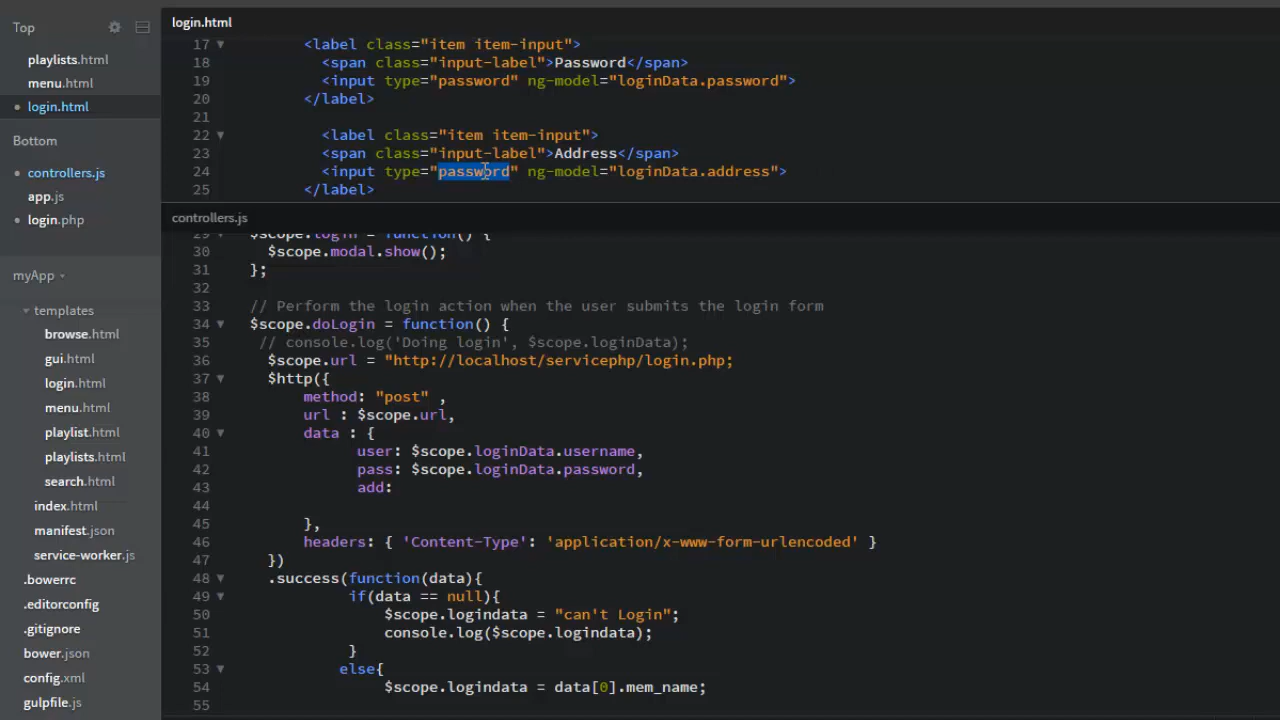 Top
playlists.html
menu.html
login.html
Bottom
controllers.js
app.js
login.php
myApp
templates
browse.html
gui.html
login.html
menu.html
playlist.html
playlists.html
search.html
index.html
manifest.json
service-worker.js
.bowerrc
.editorconfig
.gitignore
bower.json
config.xml
gulpfile.js
login.html
17 <label class="item item-input">
18 <span class="input-label">Password</span>
19 <input type="password" ng-model="loginData.password">
20 </label>
21
22 <label class="item item-input">
23 <span class="input-label">Address</span>
24 <input type="password" ng-model="loginData.address">
25 </label>
controllers.js
29 $scope.login = function() {
30 $scope.modal.show();
31 };
32
33 // Perform the login action when the user submits the login form
34 $scope.doLogin = function() {
35 // console.log('Doing login', $scope.loginData);
36 $scope.url = "http://localhost/servicephp/login.php;
37 $http({
38 method: "post" ,
39 url : $scope.url,
40 data : {
41 user: $scope.loginData.username,
42 pass: $scope.loginData.password,
43 add:
44
45 },
46 headers: { 'Content-Type': 'application/x-www-form-urlencoded' }
47 })
48 .success(function(data){
49 if(data == null){
50 $scope.logindata = "can't Login";
51 console.log($scope.logindata);
52 }
53 else{
54 $scope.logindata = data[0].mem_name;
55